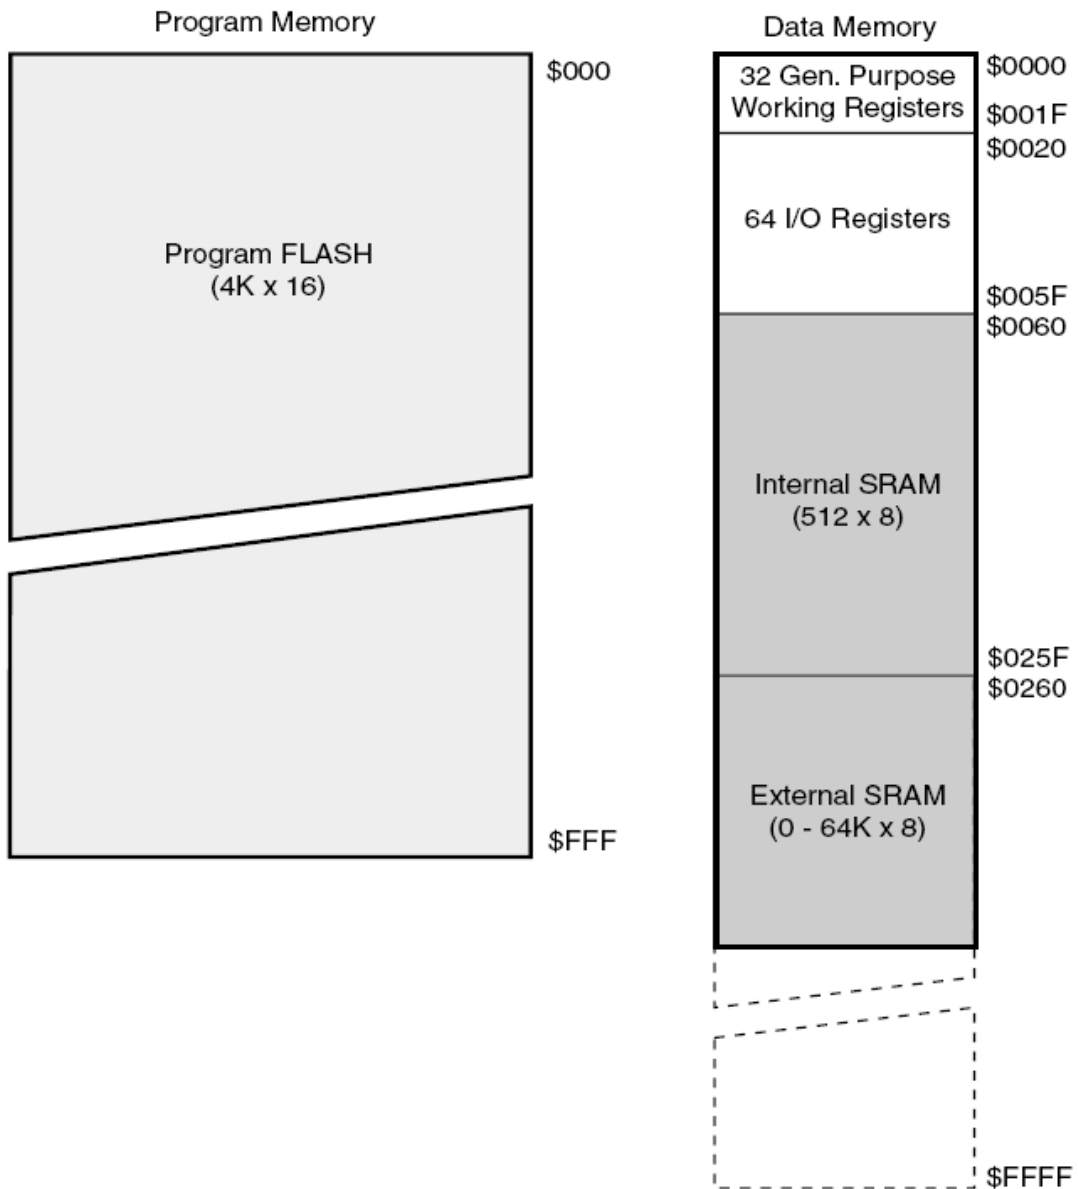 Program Memory
$000
Program FLASH
(4K x 16)
$FFF
Data Memory
32 Gen. Purpose
Working Registers
$0000
$001F
$0020
64 I/O Registers
$005F
$0060
Internal SRAM
(512 x 8)
$025F
$0260
External SRAM
(0 - 64K x 8)
$FFFF